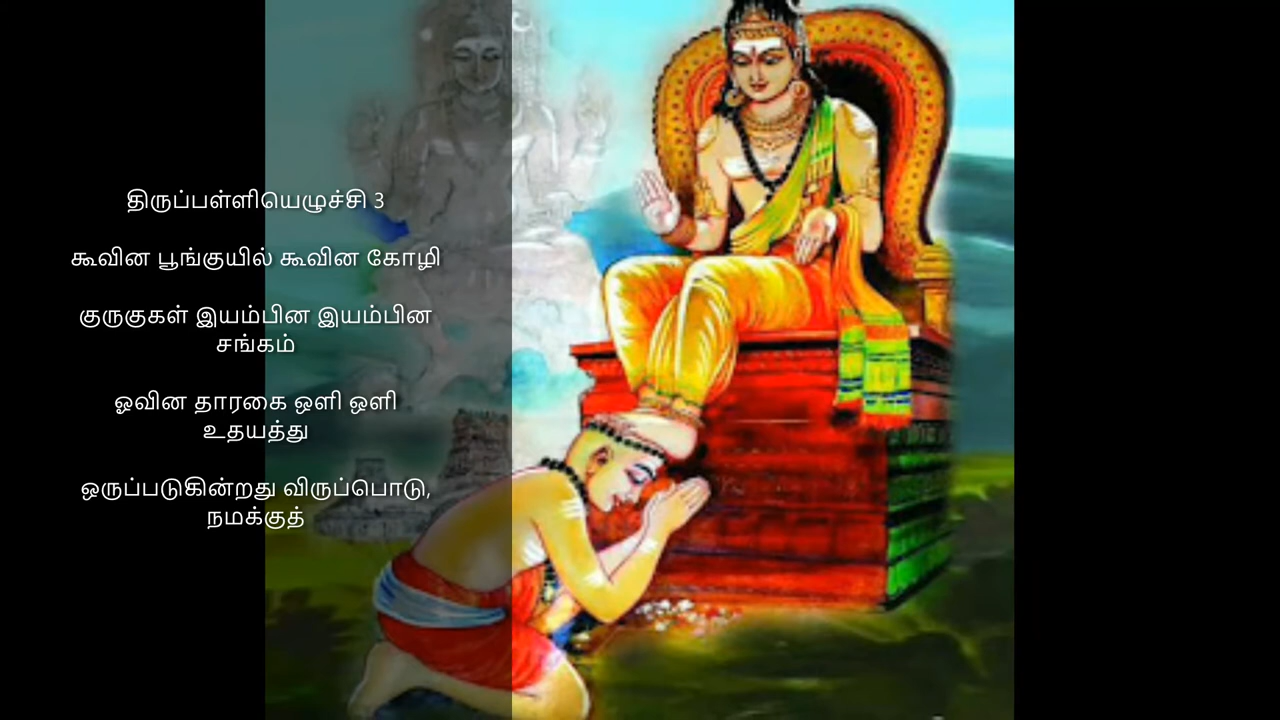 திருப்பள்ளியெழுச்சி 3
கூவின பூங்குயில் கூவின கோழி
குருகுகள் இயம்பின இயம்பின
சங்கம்
ஓவின தாரகை ஒளி ஒளி
உதயத்து
ஒருப்படுகின்றது விருப்பொடு,
நமக்குத்